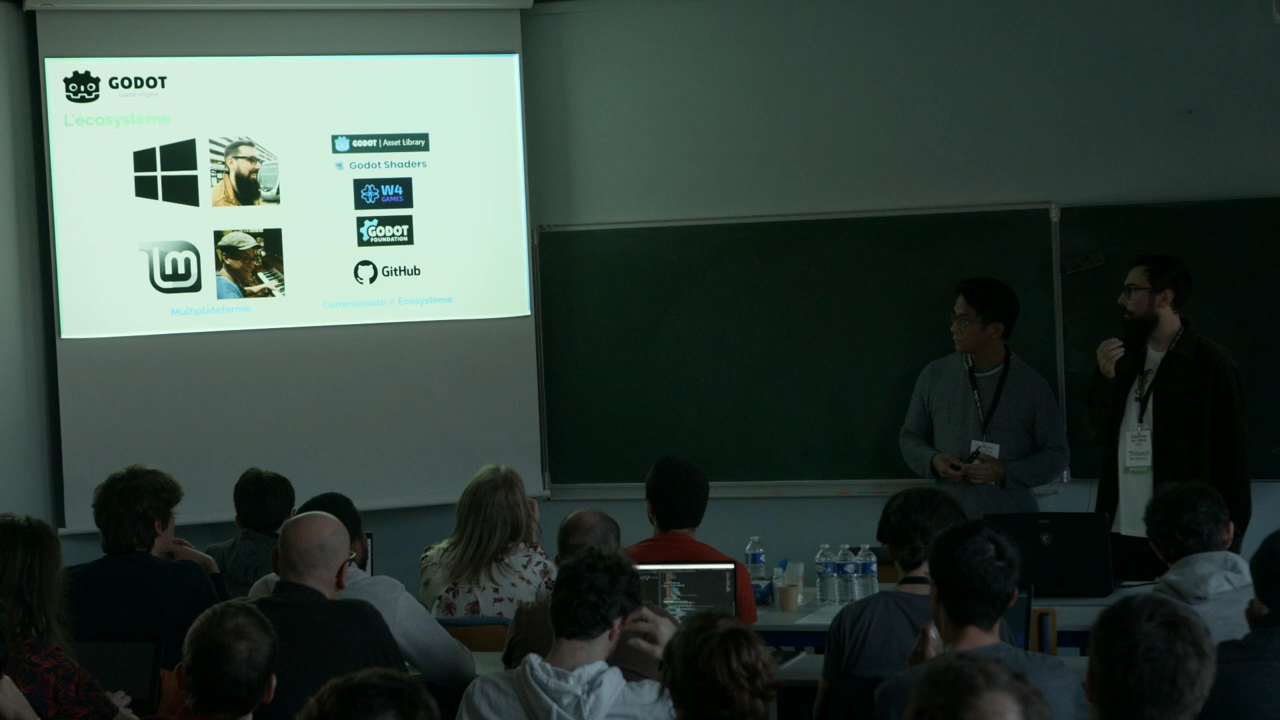 GODOT
L'écosystème
GODOT | Asset Library
Godot Shaders
W4
GAMES
GODOT
FOUNDATION
GitHub
Multiplateforme
Communauté / Écosystème